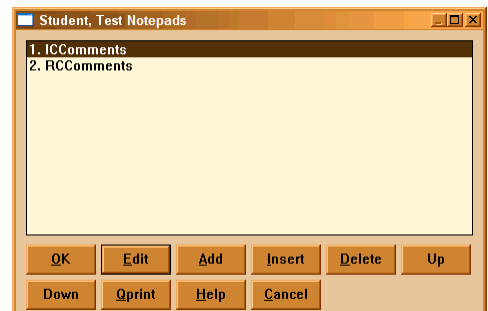 Student, Test Notepads
1. ICComments
2. RCComments
OK Edit Add Insert Delete Up
Down Qprint Help Cancel